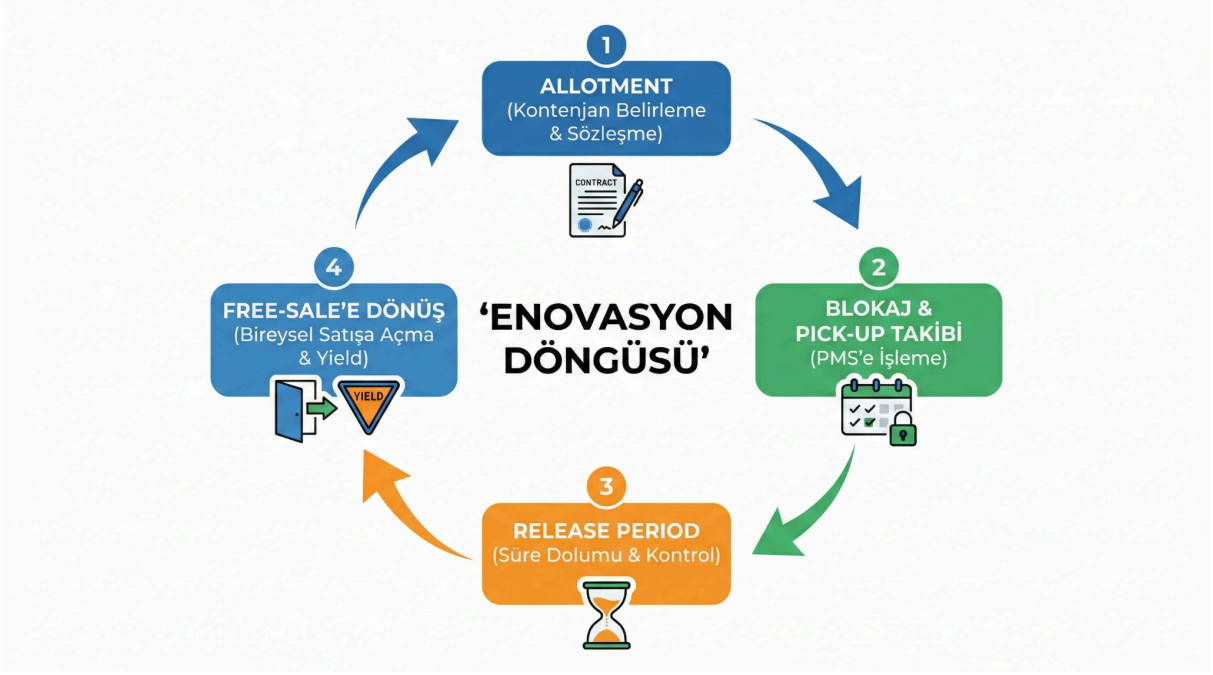 1
ALLOTMENT
(Kontenjan Belirleme
& Sözleşme)
CONTRACT
2
BLOKAJ &
PICK-UP TAKİBİ
(PMS'e İşleme)
3
RELEASE PERIOD
(Süre Dolumu & Kontrol)
4
FREE-SALE'E DÖNÜŞ
(Bireysel Satışa Açma
& Yield)
YIELD
‘ENOVASYON
DÖNGÜSÜ’